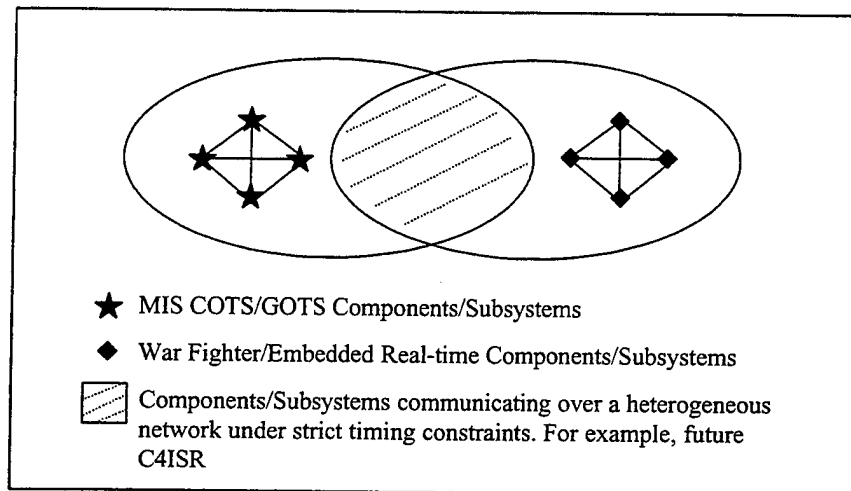 MIS COTS/GOTS Components/Subsystems
War Fighter/Embedded Real-time Components/Subsystems
Components/Subsystems communicating over a heterogeneous
network under strict timing constraints. For example, future
C4ISR